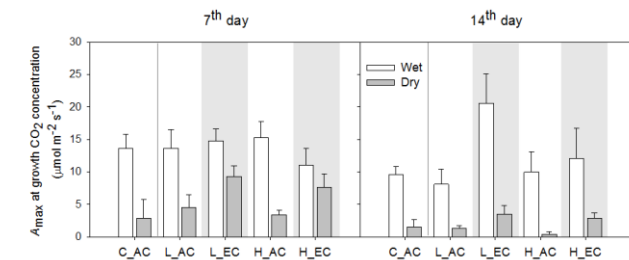 7th day 14th day
Amax at growth CO2 concentration
(μmol m-2 s-1)
30
25
20
15
10
5
0
Wet
Dry
C_AC L_AC L_EC H_AC H_EC C_AC L_AC L_EC H_AC H_EC